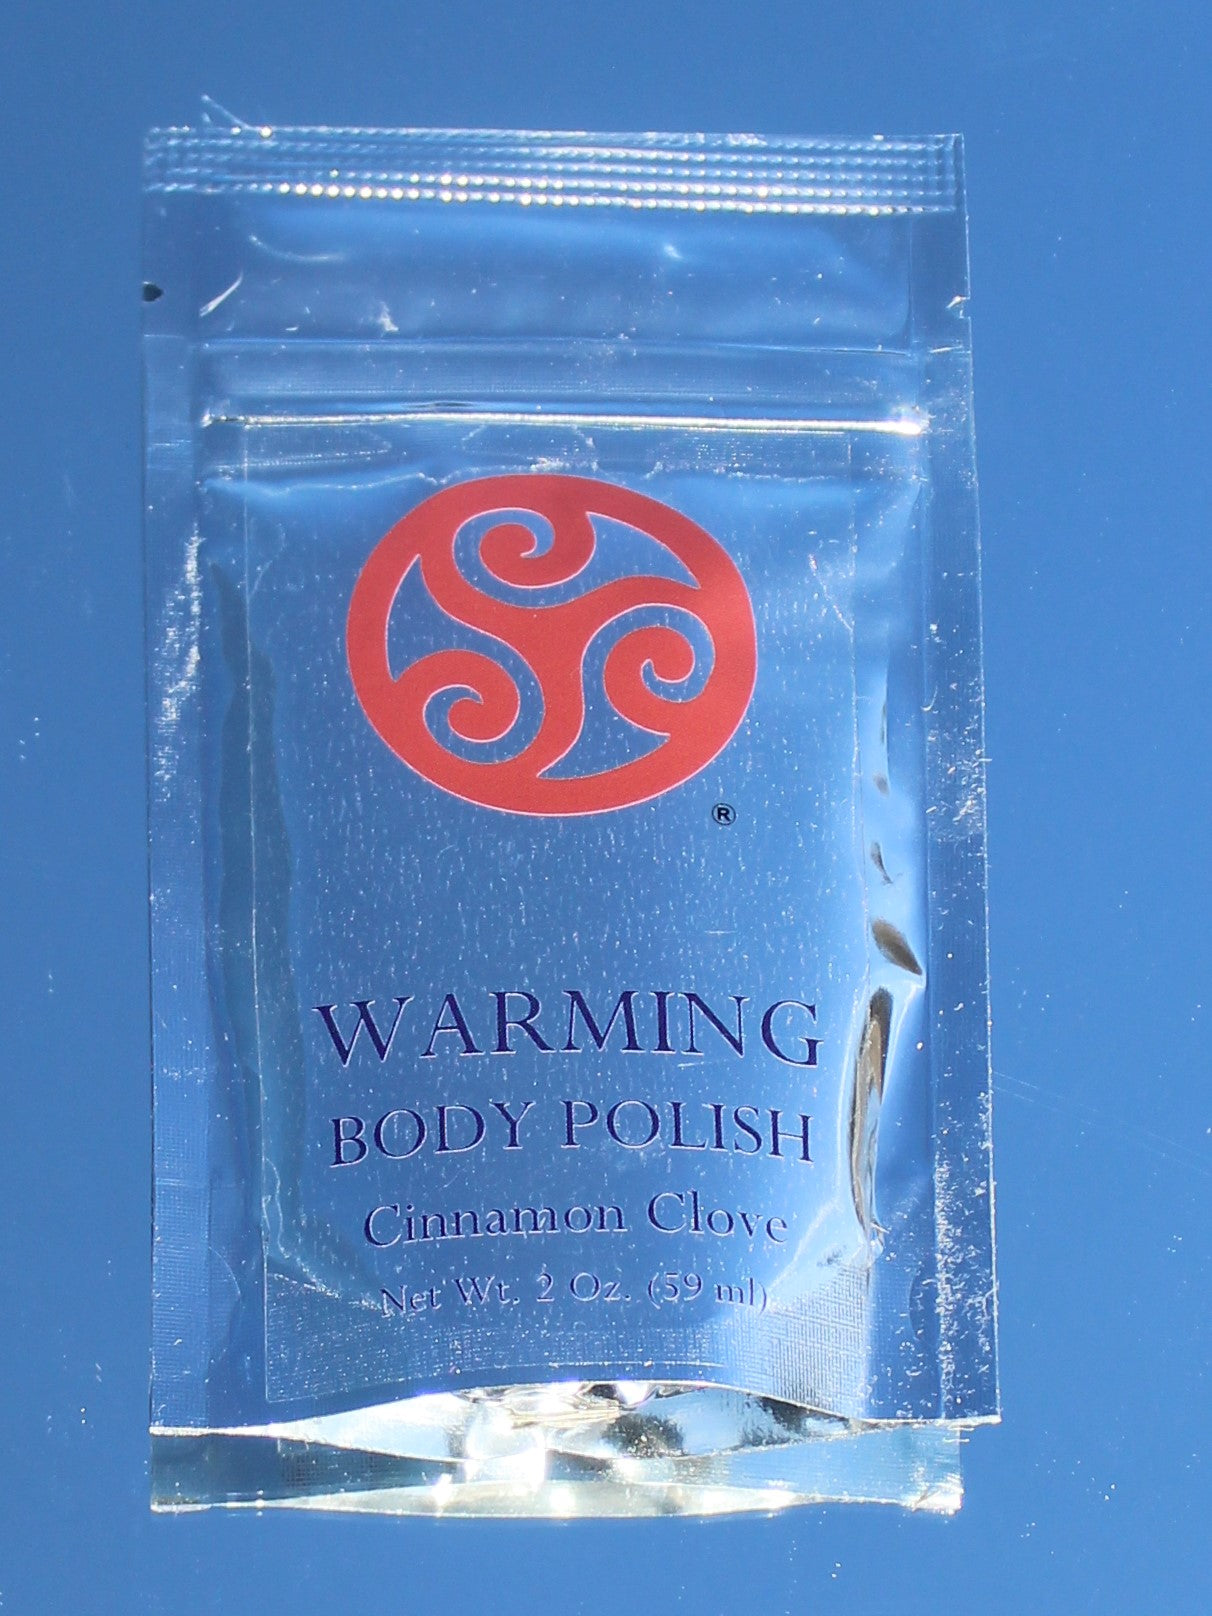 ®
WARMING
BODY POLISH
Cinnamon Clove
Net Wt. 2 Oz. (59 ml)